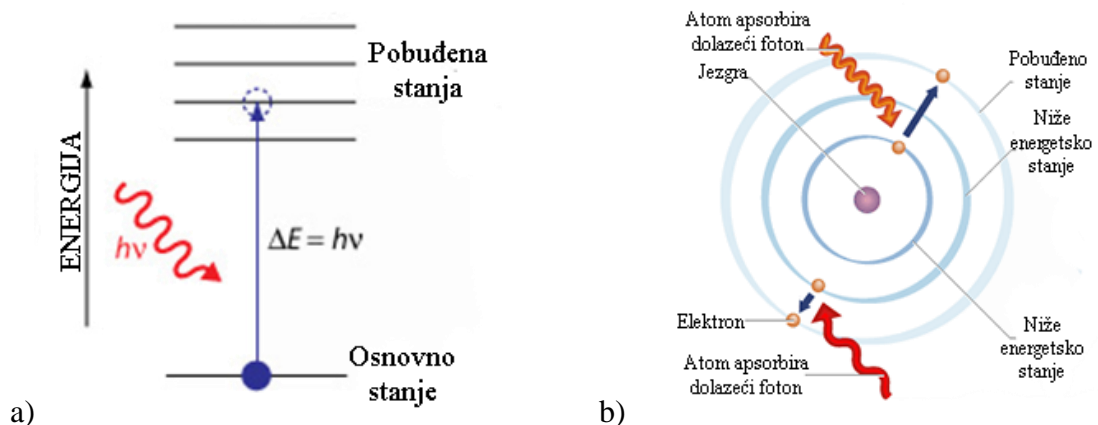 Pobuđena
stanja
ENERGIJA
hν
ΔE = hν
Osnovno
stanje
a)
Atom apsorbira
dolazeći foton
Jezgra
Pobuđeno
stanje
Niže
energetsko
stanje
Elektron
Niže
energetsko
stanje
Atom apsorbira
dolazeći foton
b)